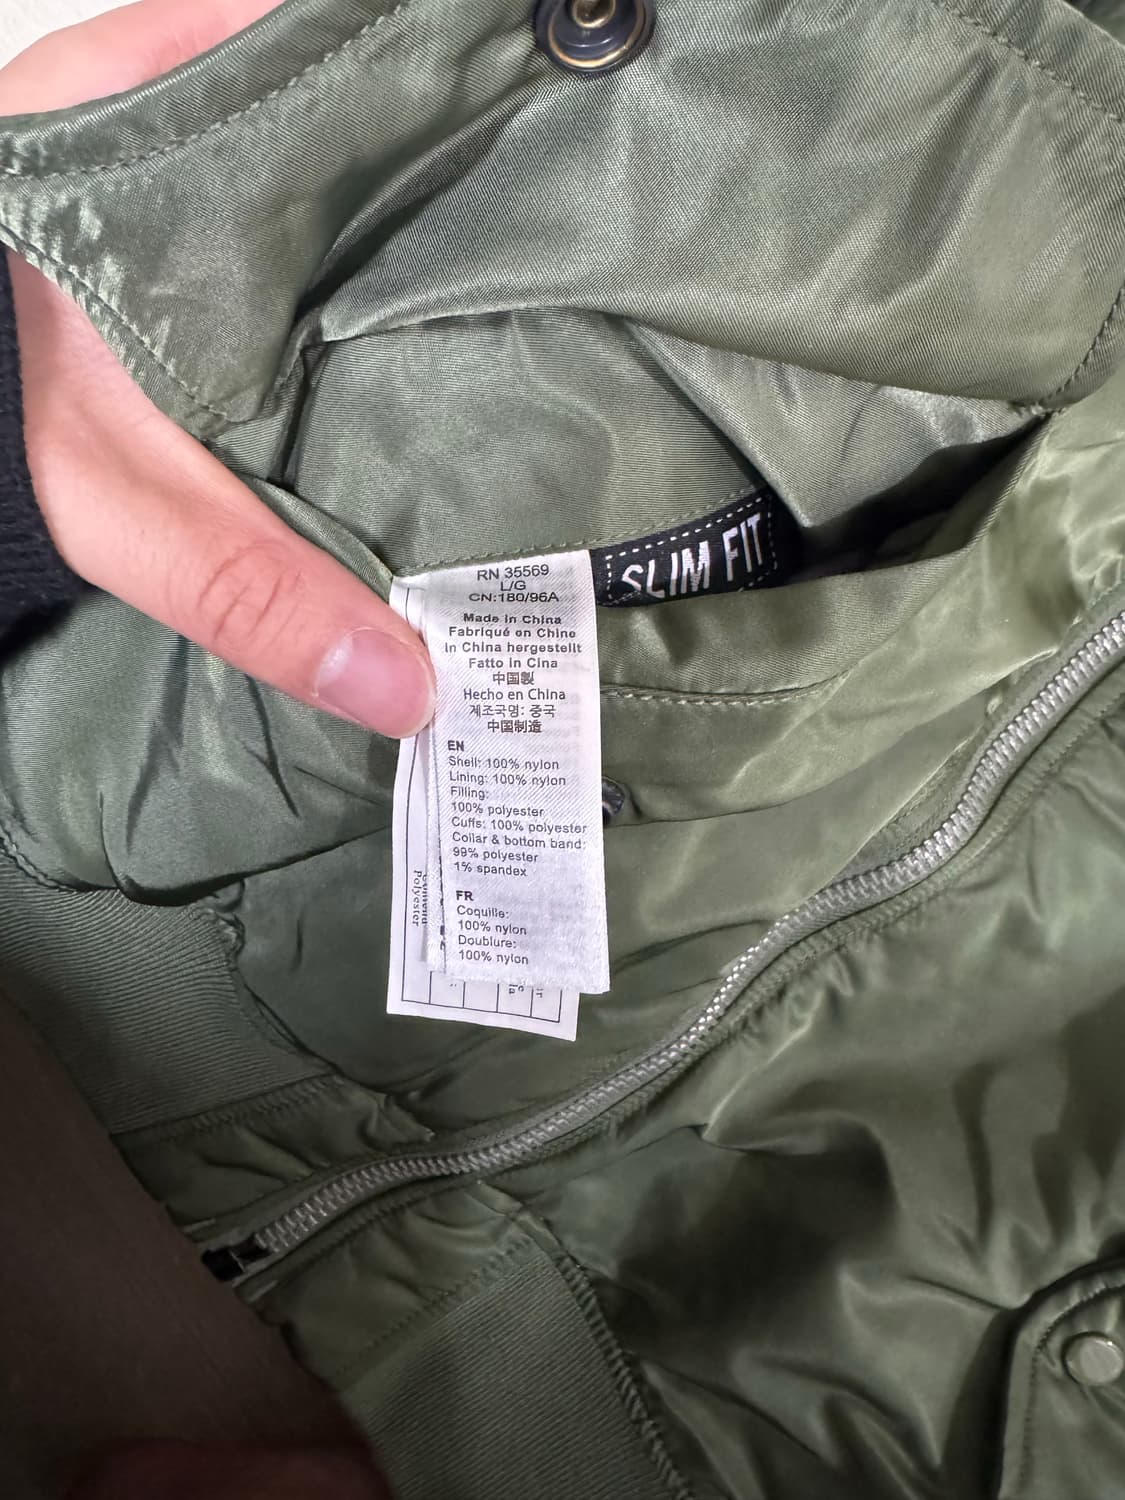 SLIM FIT
RN 35569
L/G
CN:180/96A
Made in China
Fabriqué en Chine
In China hergestellt
Fatto in Cina
中国製
Hecho en China
제조국명: 중국
中国制造
EN
Shell: 100% nylon
Lining: 100% nylon
Filling:
100% polyester
Cuffs: 100% polyester
Collar & bottom band:
99% polyester
1% spandex
FR
Coquille:
100% nylon
Doublure:
100% nylon
Polyester